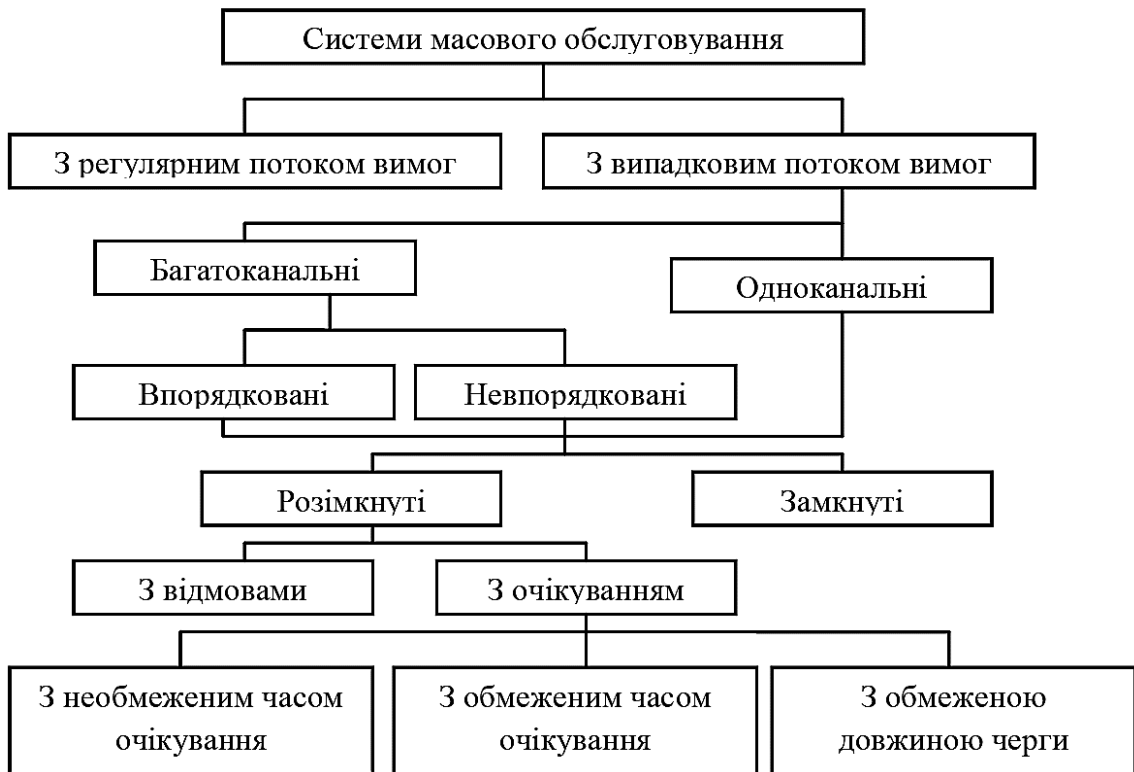 Системи масового обслуговування
З регулярним потоком вимог
З випадковим потоком вимог
Багатоканальні
Одноканальні
Впорядковані
Невпорядковані
Розімкнуті
Замкнуті
З відмовами
З очікуванням
З необмеженим часом
очікування
З обмеженим часом
очікування
З обмеженою
довжиною черги